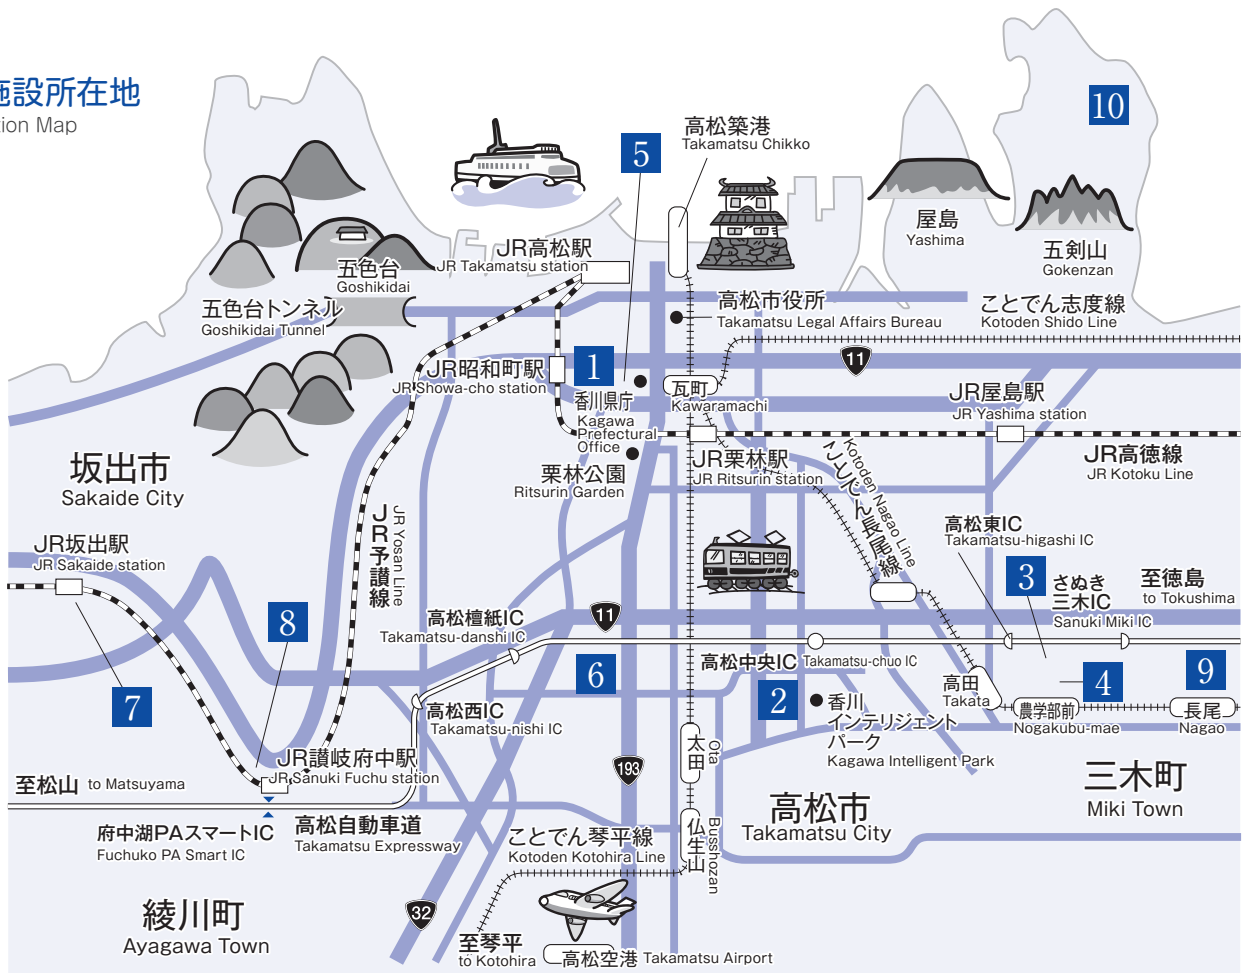 施設所在地
tion Map
10
5
高松築港
Takamatsu Chikko
屋島
Yashima
五剣山
Gokenzan
JR高松駅
JR Takamatsu station
五色台
Goshikidai
五色台トンネル
Goshikidai Tunnel
高松市役所
Takamatsu Legal Affairs Bureau
ことでん志度線
Kotoden Shido Line
11
JR昭和町駅
JR Showa-cho station
1
香川県庁
Kagawa
Prefectural
Office
瓦町
Kawaramachi
JR屋島駅
JR Yashima station
坂出市
Sakaide City
栗林公園
Ritsurin Garden
JR栗林駅
JR Ritsurin station
ことでん長尾線
Kotoden Nagao Line
JR高徳線
JR Kotoku Line
JR予讃線
JR Yosan Line
高松東IC
Takamatsu-higashi IC
JR坂出駅
JR Sakaide station
3
さぬき
三木IC
Sanuki Miki IC
至徳島
to Tokushima
8
高松檀紙IC
Takamatsu-danshi IC
11
6
高松中央IC
Takamatsu-chuo IC
7
高松西IC
Takamatsu-nishi IC
2
香川
インテリジェント
パーク
Kagawa Intelligent Park
高田
Takata
4
農学部前
Nogakubu-mae
9
長尾
Nagao
太田
Ota
JR讃岐府中駅
JR Sanuki Fuchu station
193
至松山
to Matsuyama
三木町
Miki Town
高松市
Takamatsu City
府中湖PAスマートIC
Fuchuko PA Smart IC
高松自動車道
Takamatsu Expressway
ことでん琴平線
Kotoden Kotohira Line
仏生山
Busshozan
綾川町
Ayagawa Town
32
至琴平
to Kotohira
高松空港
Takamatsu Airport